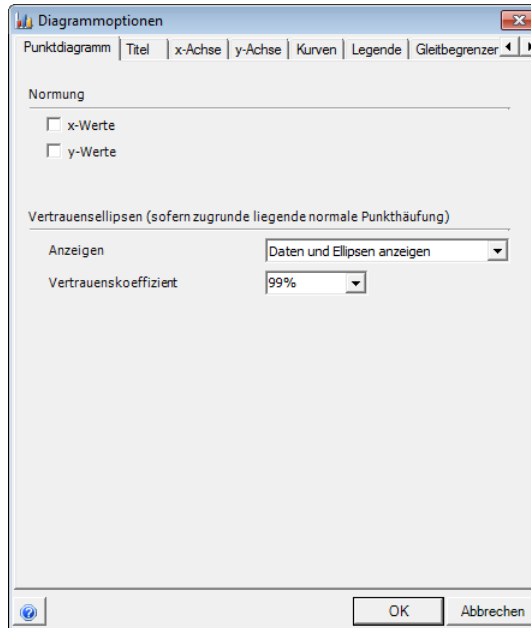 Diagrammoptionen
Punktdiagramm Titel x-Achse y-Achse Kurven Legende Gleitbegrenzer
Normung
x-Werte
y-Werte
Vertrauensellipsen (sofern zugrunde liegende normale Punkthäufung)
Anzeigen Daten und Ellipsen anzeigen
Vertrauenskoeffizient 99%
OK Abbrechen